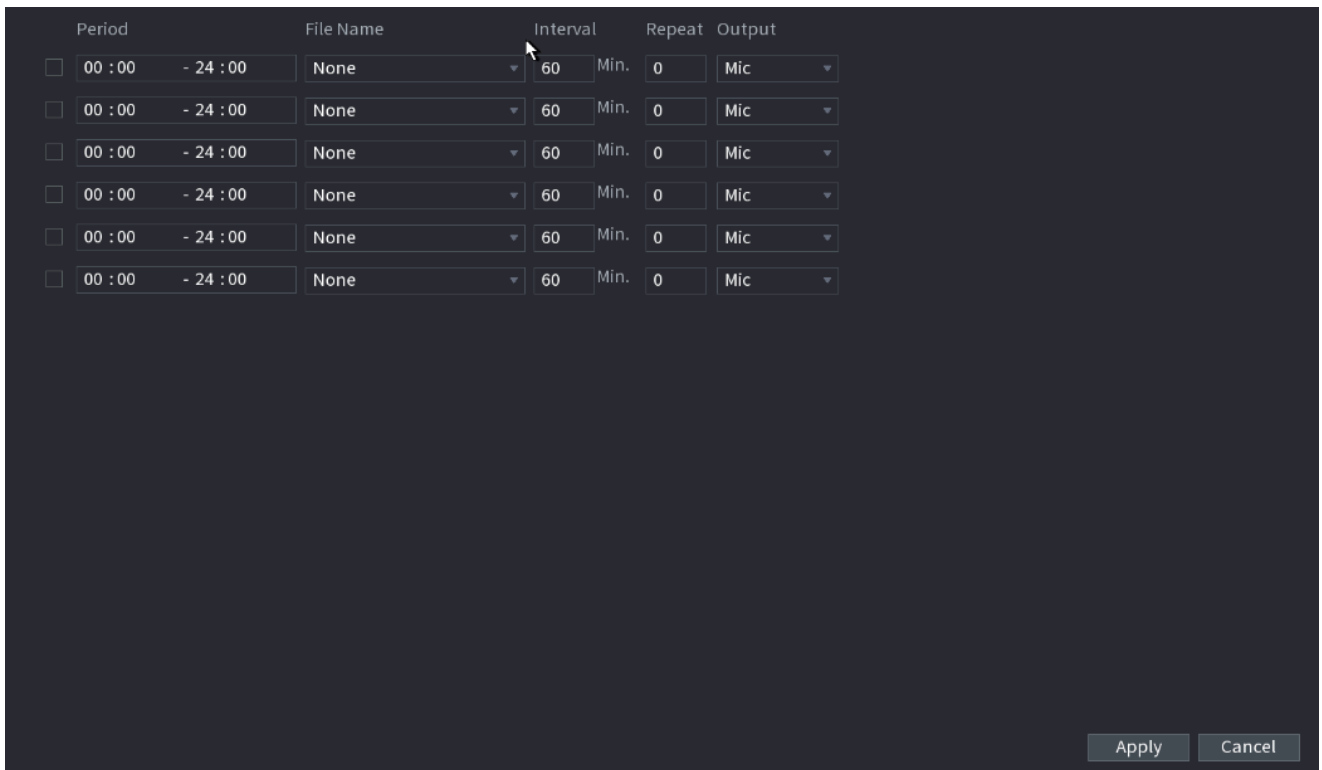 Period File Name Interval Repeat Output
00 : 00 - 24 : 00 None 60 Min. 0 Mic
00 : 00 - 24 : 00 None 60 Min. 0 Mic
00 : 00 - 24 : 00 None 60 Min. 0 Mic
00 : 00 - 24 : 00 None 60 Min. 0 Mic
00 : 00 - 24 : 00 None 60 Min. 0 Mic
00 : 00 - 24 : 00 None 60 Min. 0 Mic
Apply Cancel